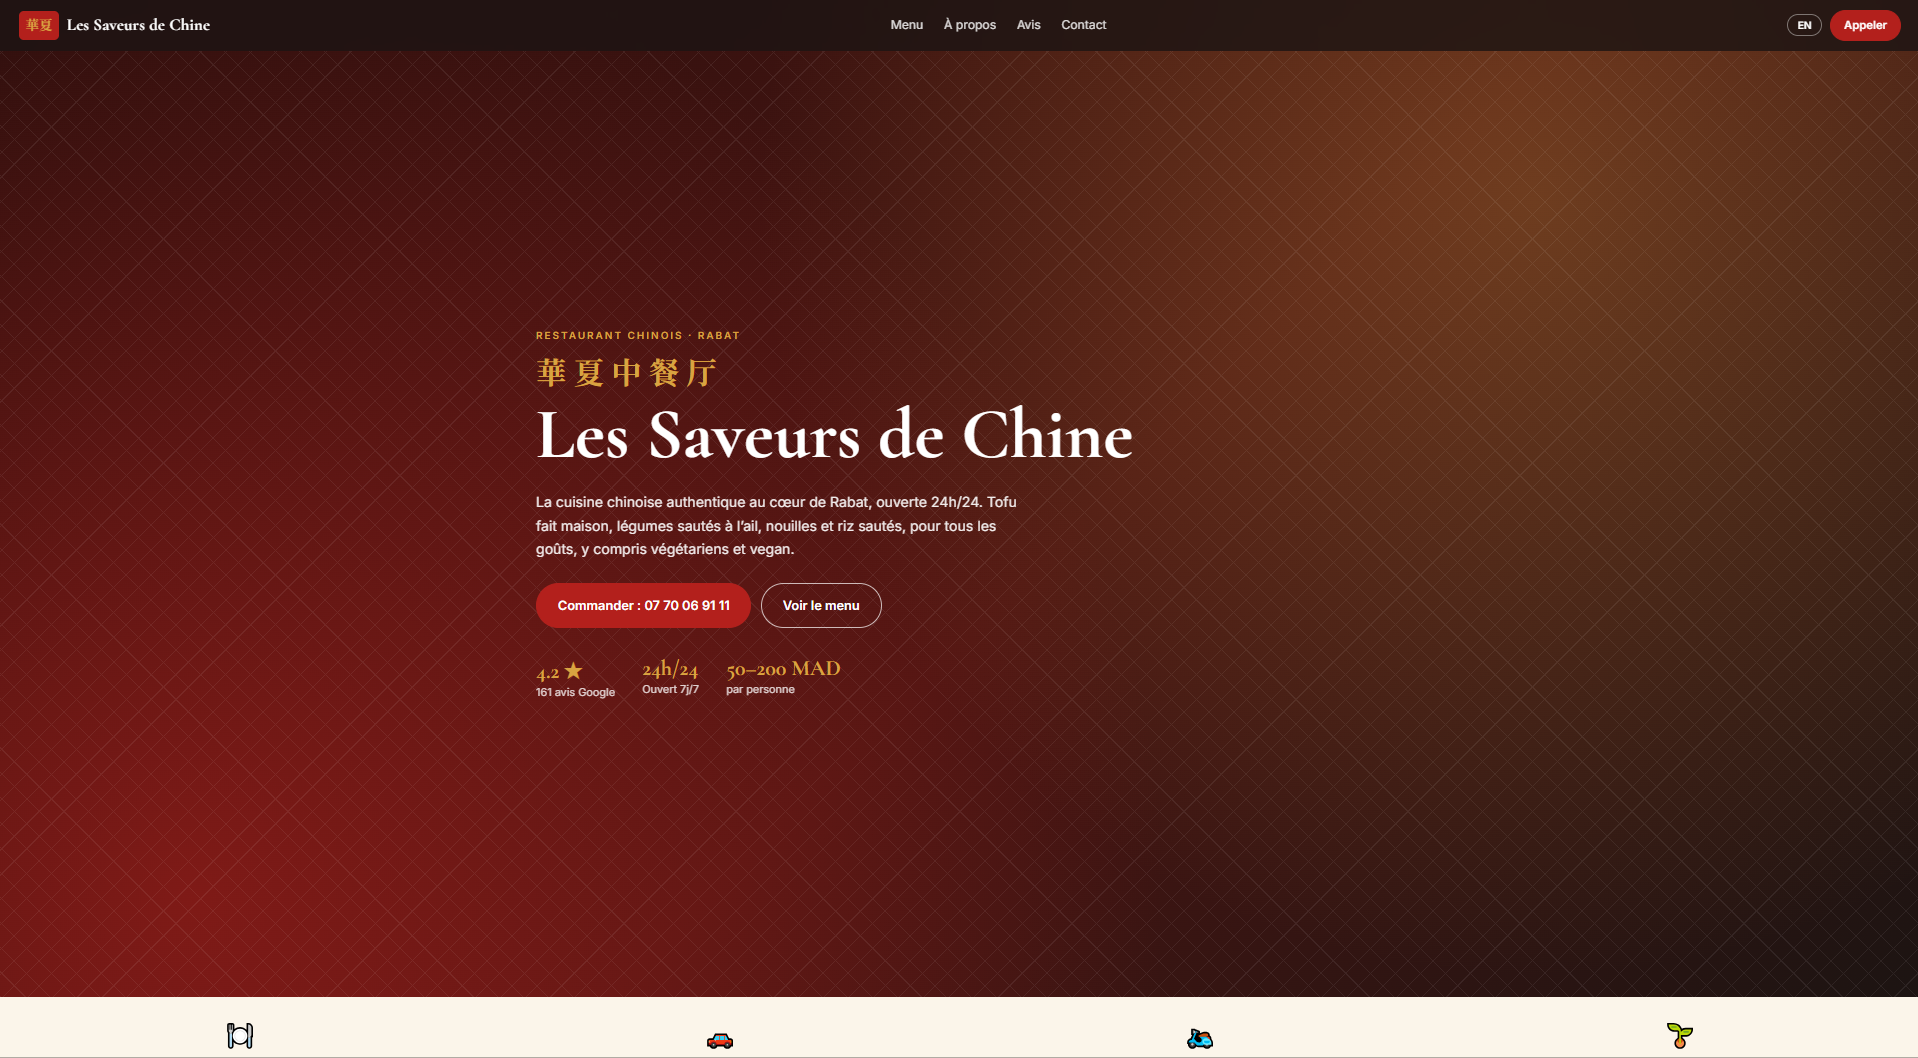 華夏 Les Saveurs de Chine
Menu À propos Avis Contact
EN Appeler
RESTAURANT CHINOIS · RABAT
華夏中餐厅
Les Saveurs de Chine
La cuisine chinoise authentique au cœur de Rabat, ouverte 24h/24. Tofu
fait maison, légumes sautés à l’ail, nouilles et riz sautés, pour tous les
goûts, y compris végétariens et vegan.
Commander : 07 70 06 91 11
Voir le menu
4.2 ★
161 avis Google
24h/24
Ouvert 7j/7
50–200 MAD
par personne